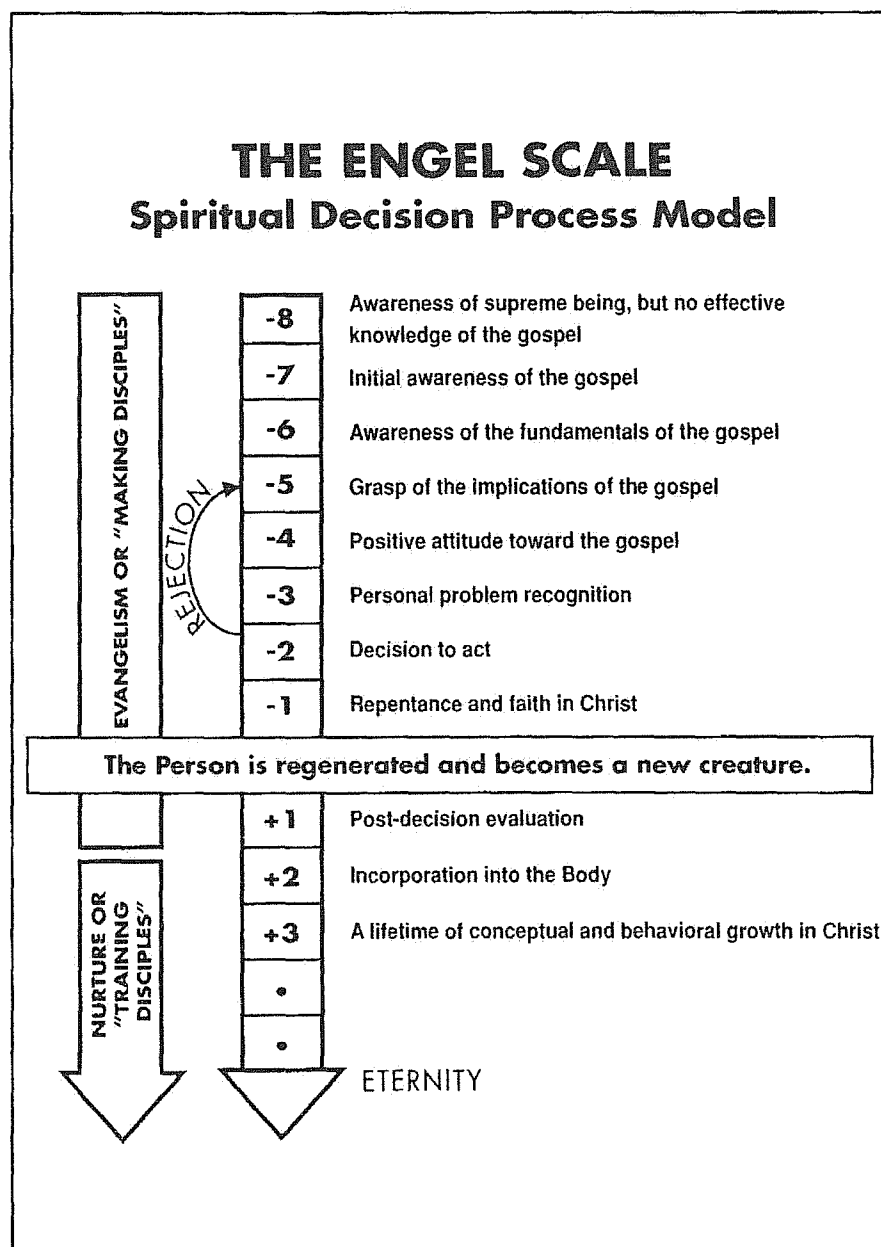 THE ENGEL SCALE
Spiritual Decision Process Model
EVANGELISM OR "MAKING DISCIPLES"
-8 Awareness of supreme being, but no effective
knowledge of the gospel
-7 Initial awareness of the gospel
-6 Awareness of the fundamentals of the gospel
REJECTION
-5 Grasp of the implications of the gospel
-4 Positive attitude toward the gospel
-3 Personal problem recognition
-2 Decision to act
-1 Repentance and faith in Christ
The Person is regenerated and becomes a new creature.
+1 Post-decision evaluation
NURTURE OR
"TRAINING
DISCIPLES"
+2 Incorporation into the Body
+3 A lifetime of conceptual and behavioral growth in Christ
•
•
ETERNITY